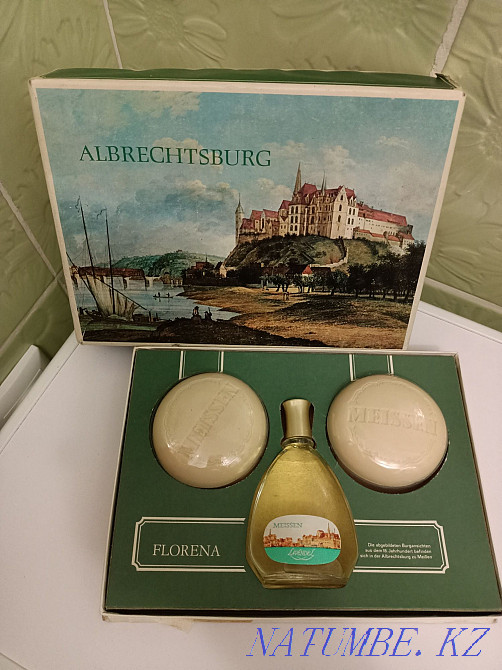 ALBRECHTSBURG
MEISSEN
MEISSEN
MEISSEN
Lavendel
FLORENA
Die abgebildeten Burgansichten
aus dem 18. Jahrhundert befinden
sich in der Albrechtsburg zu Meißen
NATUMBE. KZ